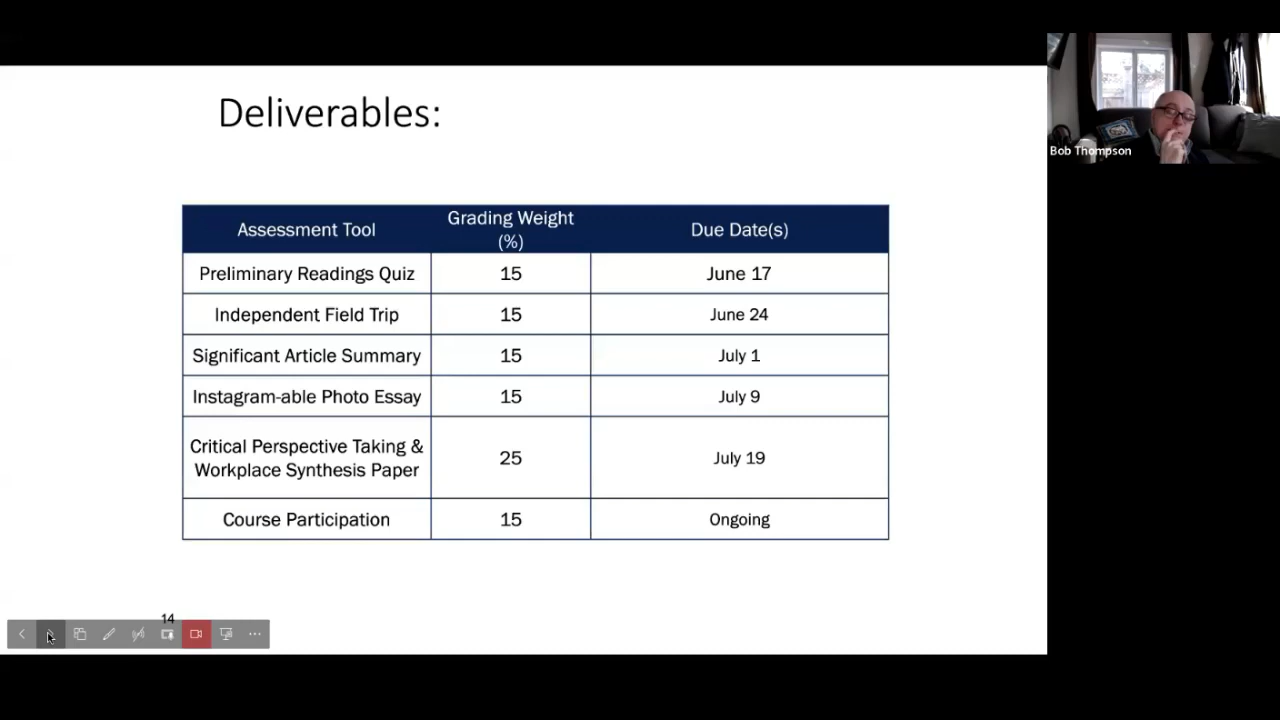 Deliverables:
Assessment Tool
Grading Weight
(%)
Due Date(s)
Preliminary Readings Quiz
15
June 17
Independent Field Trip
15
June 24
Significant Article Summary
15
July 1
Instagram-able Photo Essay
15
July 9
Critical Perspective Taking &
Workplace Synthesis Paper
25
July 19
Course Participation
15
Ongoing
14
Bob Thompson